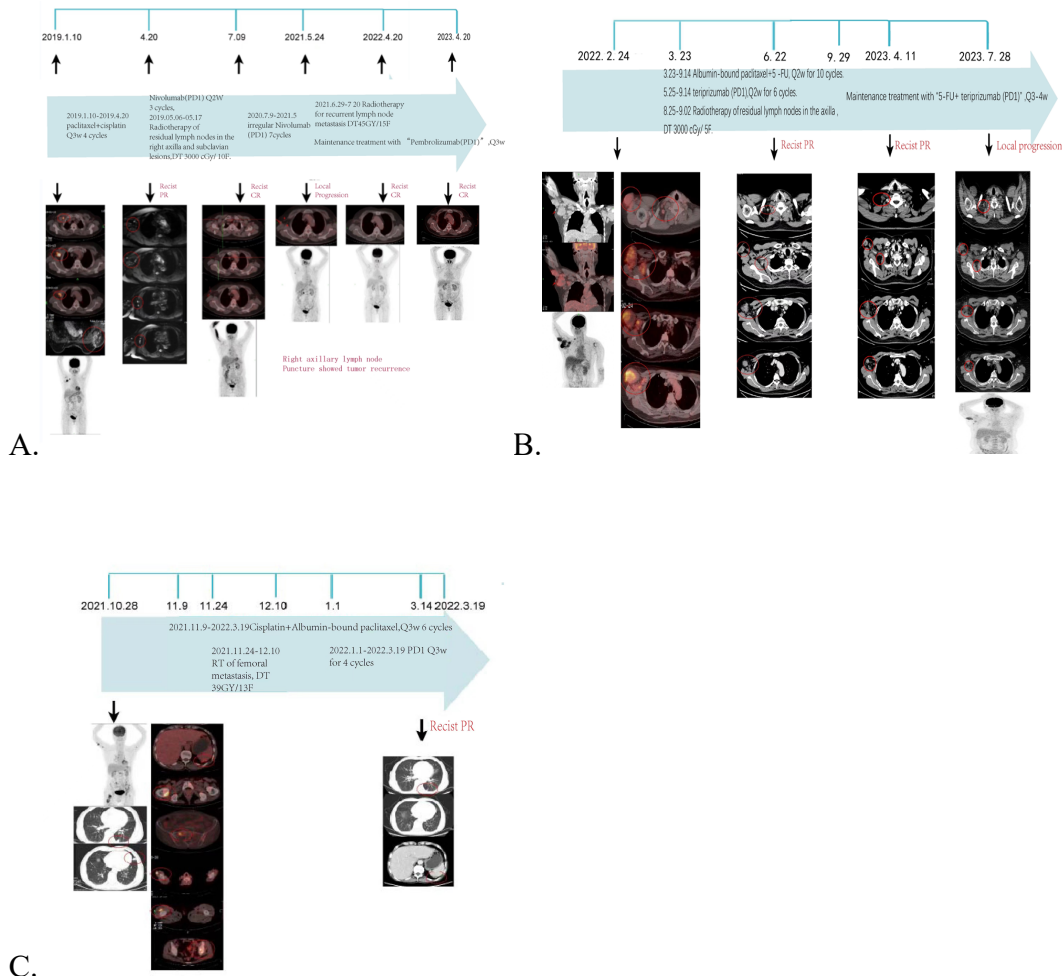 2019.1.10 4.20 7.09 2021.5.24 2022.4.20 2023.4.20
Nivolumab(PD1) Q2W
3 cycles,
2019.05.06-05.17
Radiotherapy of
residual lymph nodes in the
right axilla and subclavian
lesions,DT 3000 cGy/ 10F.
2019.1.10-2019.4.20
paclitaxel+cisplatin
Q3w 4 cycles
2020.7.9-2021.5
irregular Nivolumab
(PD1) 7cycles
2021.6.29-7 20 Radiotherapy
for recurrent lymph node
metastasis DT45GY/15F
Maintenance treatment with “Pembrolizumab(PD1)” ,Q3w
Recist
PR
Recist
CR
Local
Progression
Recist
CR
Recist
CR
Right axillary lymph node
Puncture showed tumor recurrence
A.
2022. 2. 24 3. 23 6. 22 9. 29 2023. 4. 11 2023. 7. 28
3.23-9.14 Albumin-bound paclitaxel+5 -FU, Q2w for 10 cycles.
5.25-9.14 teriprizumab (PD1),Q2w for 6 cycles.
8.25-9.02 Radiotherapy of residual lymph nodes in the axilla ,
DT 3000 cGy/ 5F.
Maintenance treatment with "5-FU+ teriprizumab (PD1)" ,Q3-4w
Recist PR
Recist PR
Local progression
B.
2021.10.28 11.9 11.24 12.10 1.1 3.14 2022.3.19
2021.11.9-2022.3.19Cisplatin+Albumin-bound paclitaxel,Q3w 6 cycles
2021.11.24-12.10
RT of femoral
metastasis, DT
39GY/13F
2022.1.1-2022.3.19 PD1 Q3w
for 4 cycles
Recist PR
C.